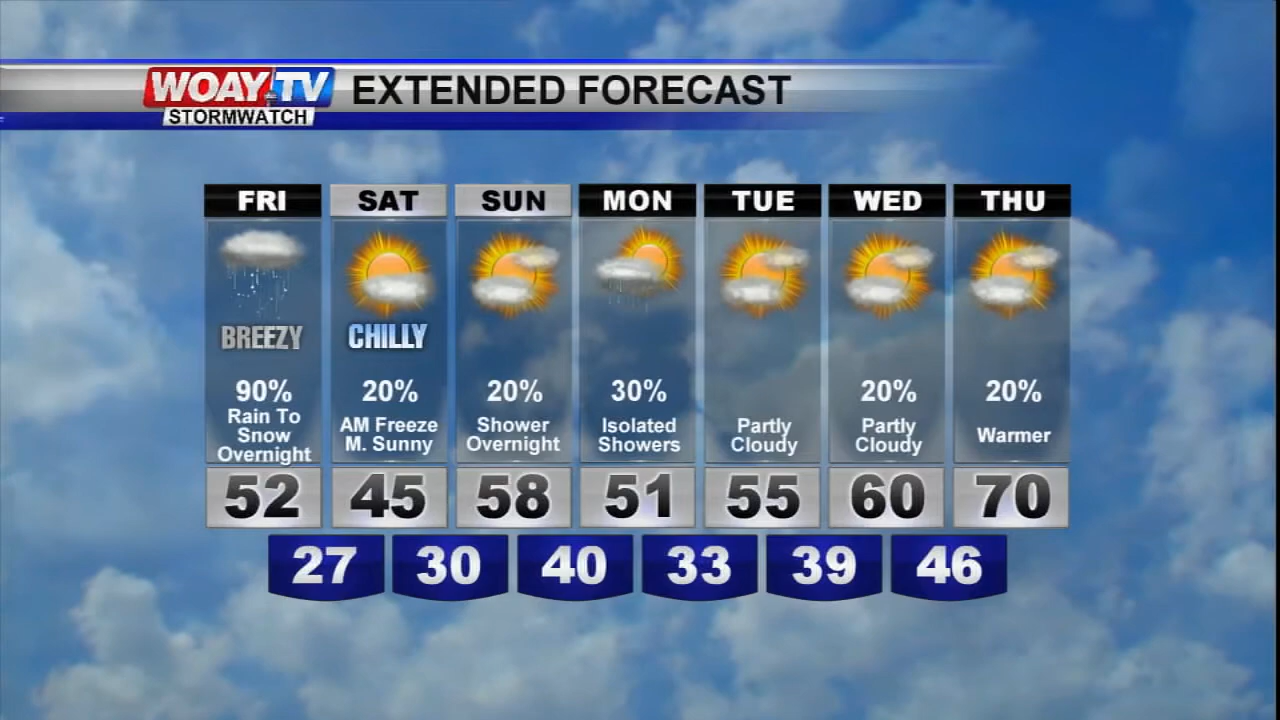 WOAY-TV EXTENDED FORECAST
STORMWATCH
FRI SAT SUN MON TUE WED THU
BREEZY CHILLY
90% 20% 20% 30% 20% 20%
Rain To
Snow
Overnight
AM Freeze
M. Sunny
Shower
Overnight
Isolated
Showers
Partly
Cloudy
Partly
Cloudy
Warmer
52 45 58 51 55 60 70
27 30 40 33 39 46